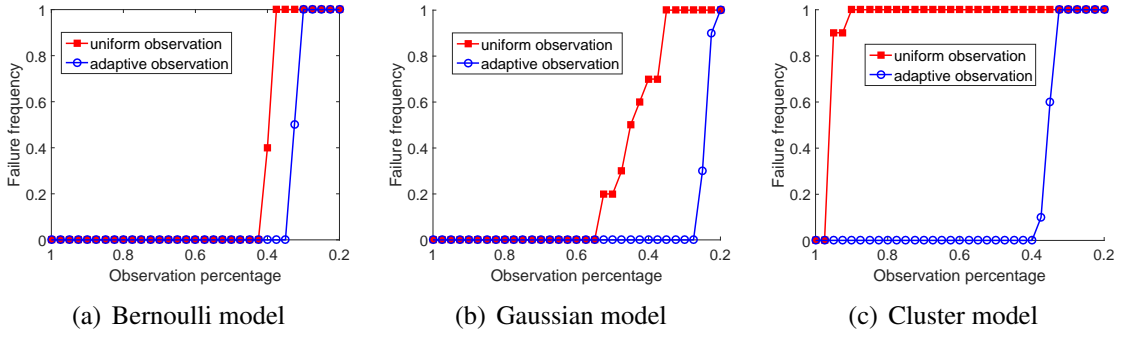 1
0.8
0.6
0.4
0.2
0
Failure frequency
uniform observation
adaptive observation
1
0.8
0.6
0.4
0.2
Observation percentage
(a) Bernoulli model
1
0.8
0.6
0.4
0.2
0
Failure frequency
uniform observation
adaptive observation
1
0.8
0.6
0.4
0.2
Observation percentage
(b) Gaussian model
1
0.8
0.6
0.4
0.2
0
Failure frequency
uniform observation
adaptive observation
1
0.8
0.6
0.4
0.2
Observation percentage
(c) Cluster model